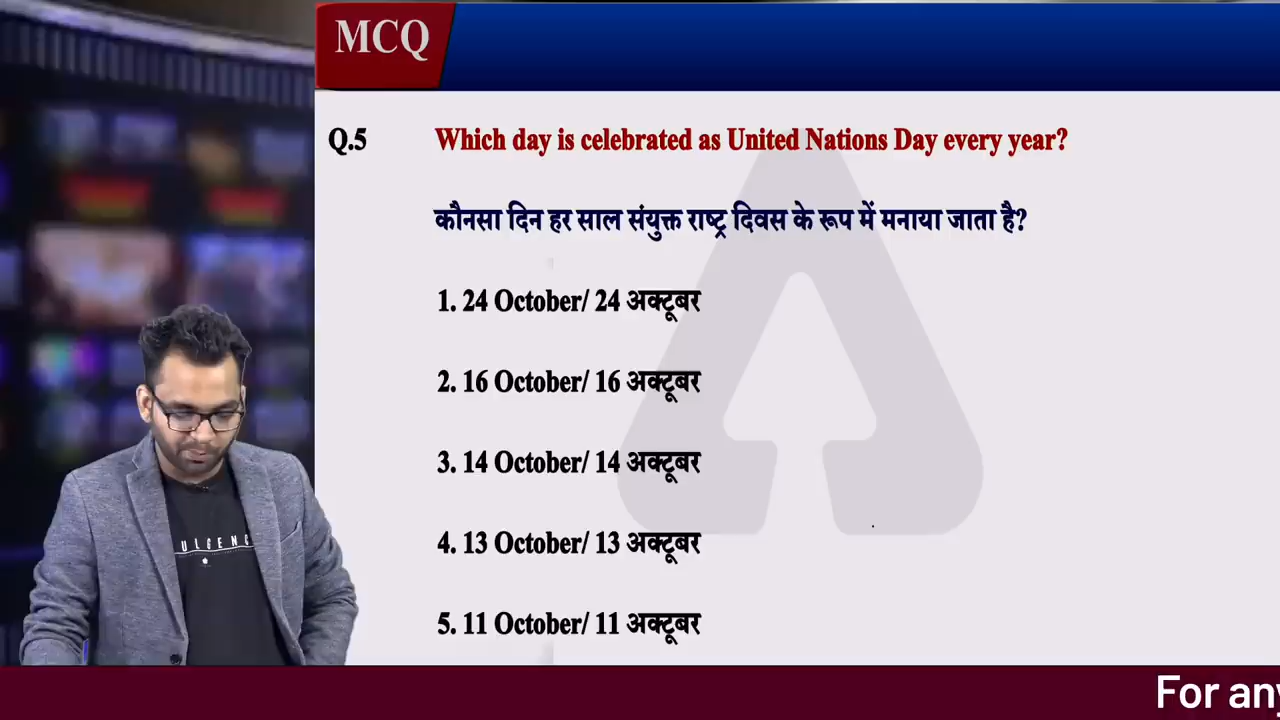 MCQ
Q.5 Which day is celebrated as United Nations Day every year?
कौनसा दिन हर साल संयुक्त राष्ट्र दिवस के रूप में मनाया जाता है?
1. 24 October/ 24 अक्टूबर
2. 16 October/ 16 अक्टूबर
3. 14 October/ 14 अक्टूबर
4. 13 October/ 13 अक्टूबर
5. 11 October/ 11 अक्टूबर
ULGENC
For any